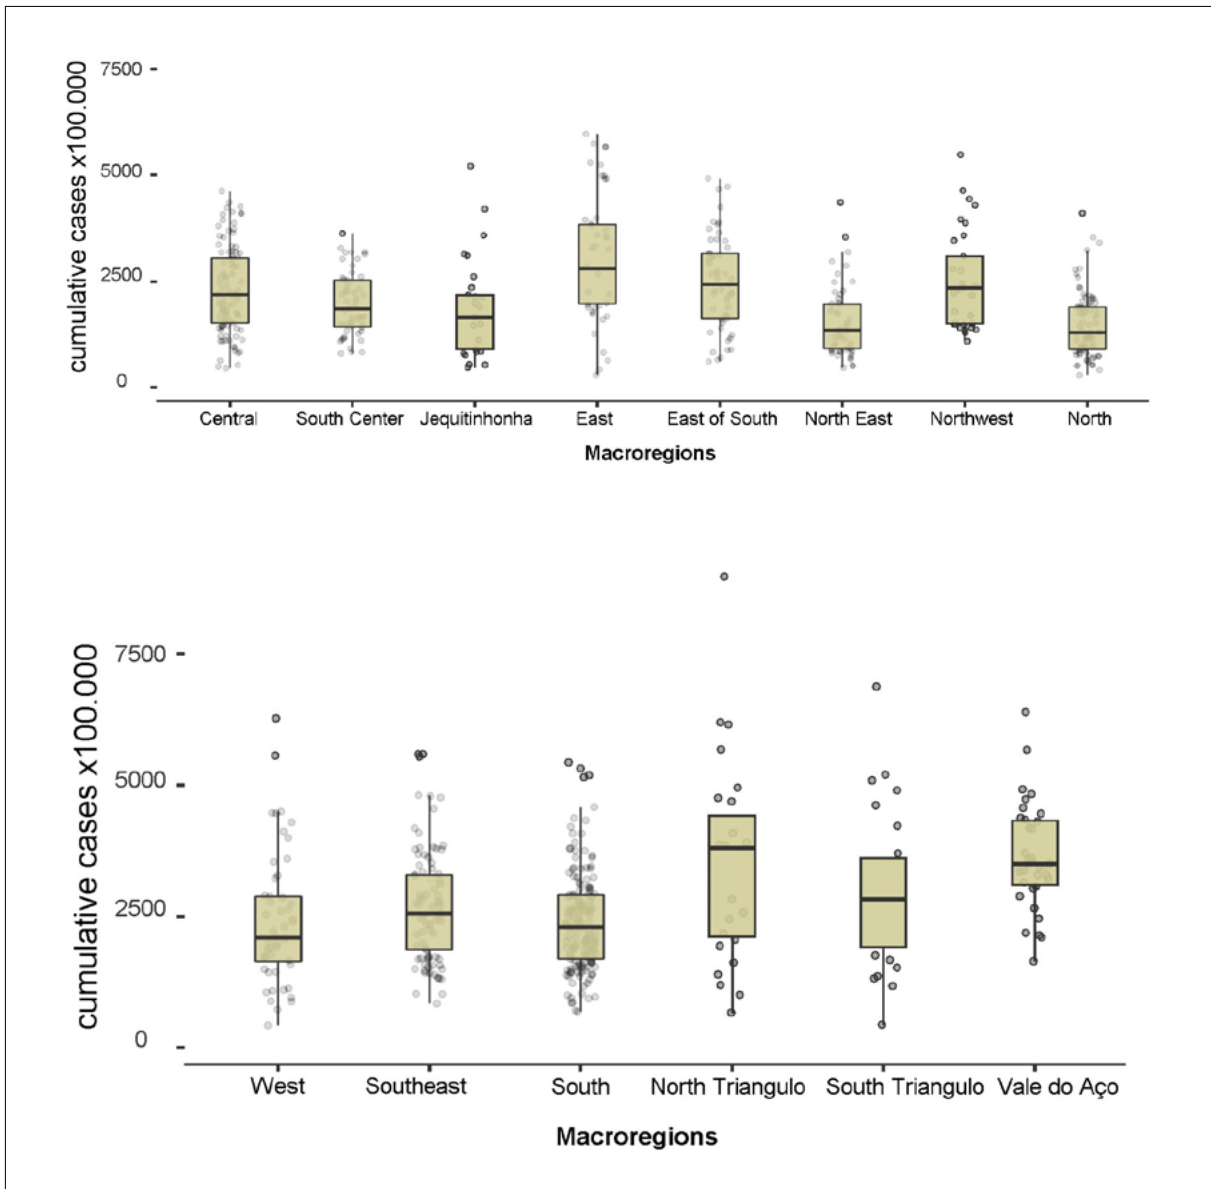 cumulative cases x100.000
7500
5000
2500
0
Central South Center Jequitinhonha East East of South North East Northwest North
Macroregions
cumulative cases x100.000
7500
5000
2500
0
West Southeast South North Triangulo South Triangulo Vale do Aço
Macroregions